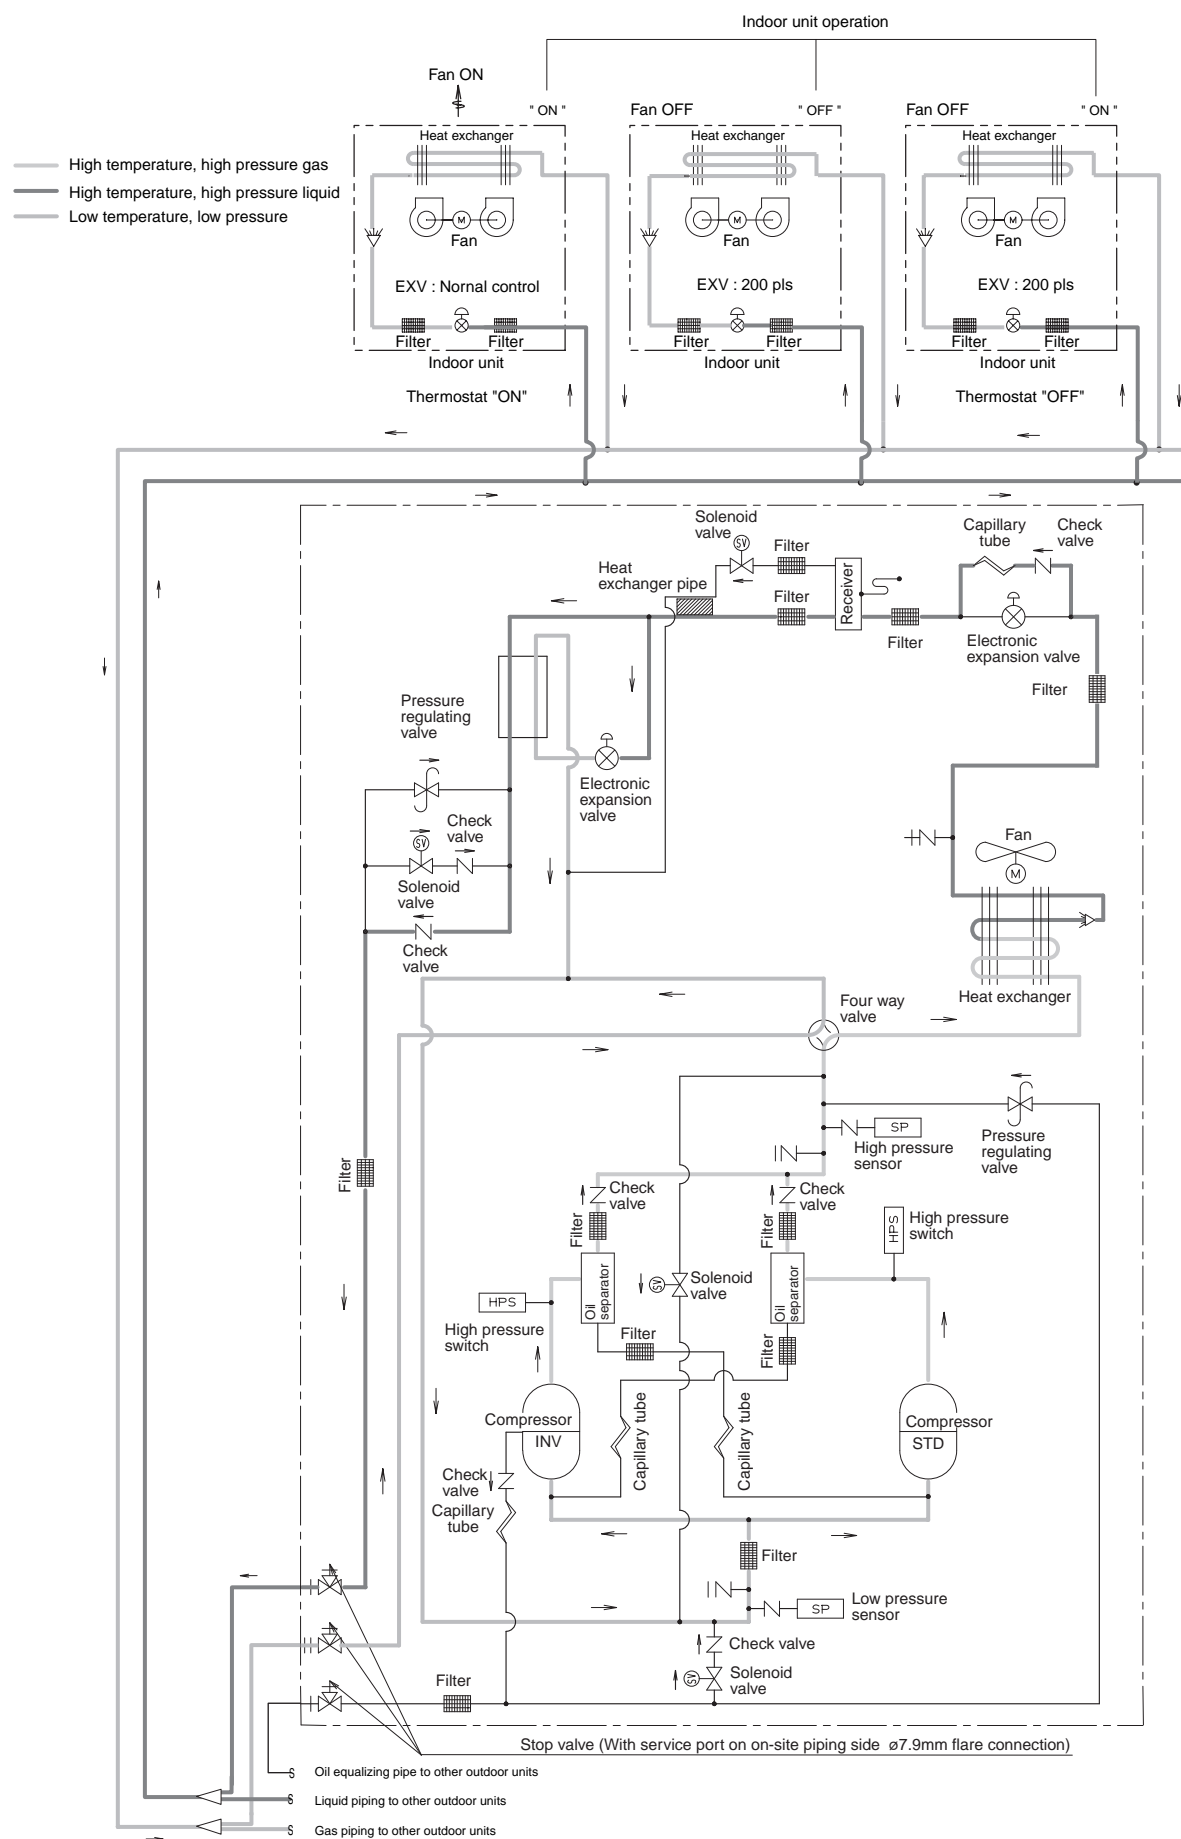 Indoor unit operation
Fan ON
" ON "
Fan OFF
" OFF "
Fan OFF
" ON "
High temperature, high pressure gas
High temperature, high pressure liquid
Low temperature, low pressure
Heat exchanger
M
Fan
EXV : Nornal control
Filter
Filter
Indoor unit
Thermostat "ON"
Heat exchanger
M
Fan
EXV : 200 pls
Filter
Filter
Indoor unit
Heat exchanger
M
Fan
EXV : 200 pls
Filter
Filter
Indoor unit
Thermostat "OFF"
Solenoid
valve
SV
Filter
Capillary
tube
Check
valve
Heat
exchanger pipe
Filter
Receiver
Filter
Electronic
expansion valve
Filter
Pressure
regulating
valve
Electronic
expansion
valve
Check
valve
SV
Solenoid
valve
Check
valve
Fan
M
Heat exchanger
Four way
valve
SP
High pressure
sensor
Pressure
regulating
valve
Filter
Check
valve
Filter
Check
valve
Filter
HPS
High pressure
switch
Oil
separator
SV
Solenoid
valve
Oil
separator
HPS
High pressure
switch
Filter
Filter
Compressor
INV
Capillary tube
Capillary tube
Compressor
STD
Check
valve
Capillary
tube
Filter
SP
Low pressure
sensor
Check valve
SV
Solenoid
valve
Filter
Stop valve (With service port on on-site piping side ø7.9mm flare connection)
S
Oil equalizing pipe to other outdoor units
S
Liquid piping to other outdoor units
S
Gas piping to other outdoor units